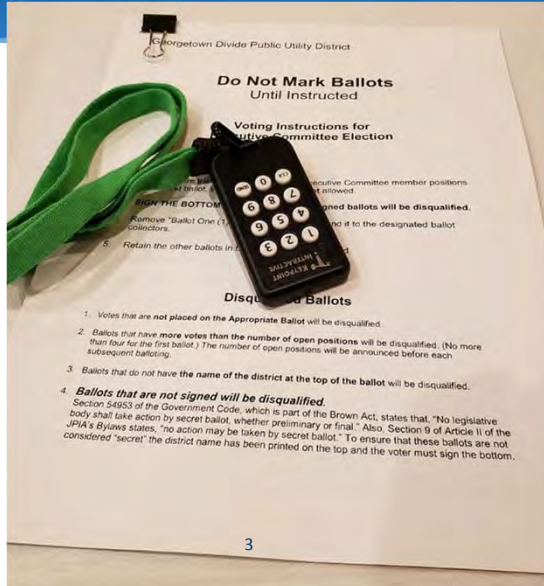 Georgetown Divide Public Utility District
Do Not Mark Ballots
Until Instructed
Voting Instructions for
Committee Election
Executive Committee member positions
ballot. allowed.
SIGN THE BOTTOM ballots will be disqualified.
Remove "Ballot One (1) it to the designated ballot
collectors.
5. Retain the other ballots in
Ballots
1. Votes that are not placed on the Appropriate Ballot will be disqualified.
2. Ballots that have more votes than the number of open positions will be disqualified. (No more
than four for the first ballot.) The number of open positions will be announced before each
subsequent balloting.
3. Ballots that do not have the name of the district at the top of the ballot will be disqualified.
4. Ballots that are not signed will be disqualified.
Section 54953 of the Government Code, which is part of the Brown Act, states that, "No legislative
body shall take action by secret ballot, whether preliminary or final." Also, Section 9 of Article II of the
JPIA's Bylaws states, "no action may be taken by secret ballot." To ensure that these ballots are not
considered "secret" the district name has been printed on the top and the voter must sign the bottom.
KEYPOINT
INTERACTIVE
1 2 3
4 5 6
7 8 9
0
3